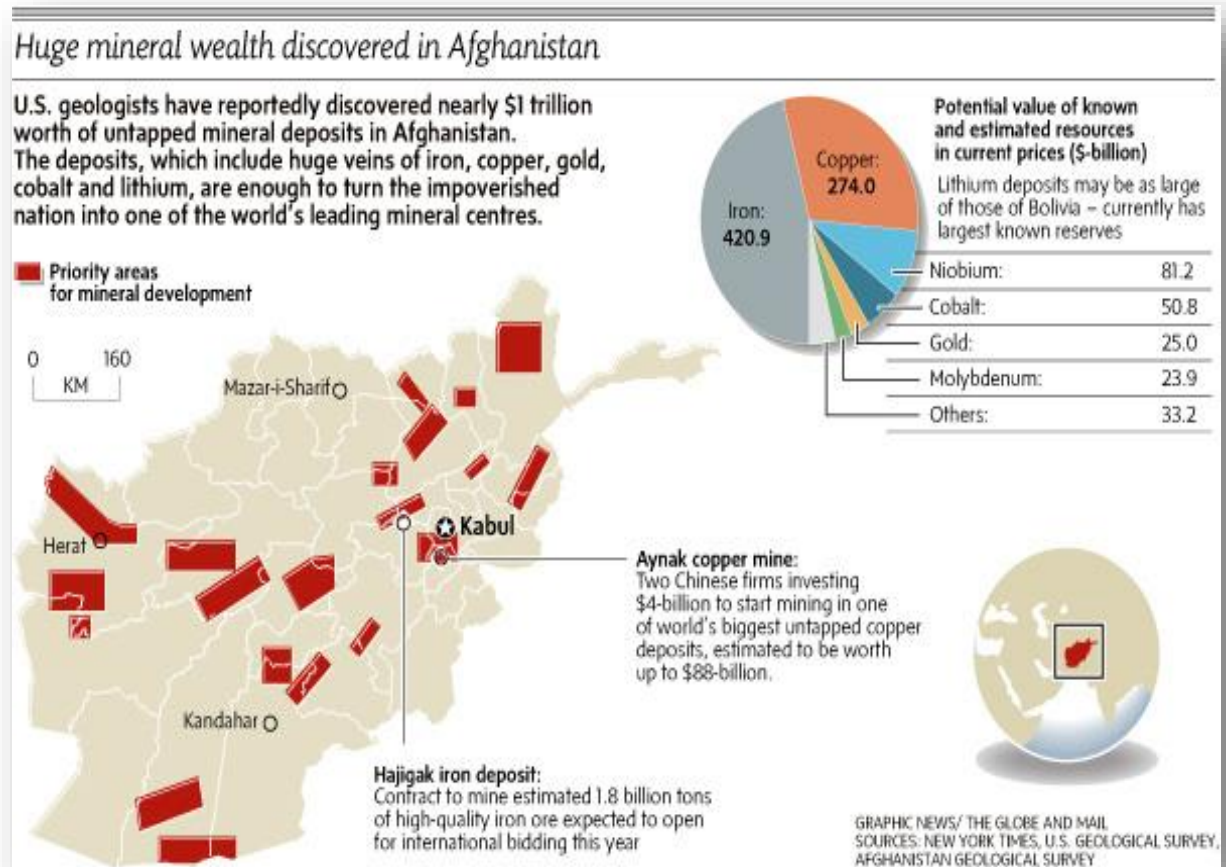 Huge mineral wealth discovered in Afghanistan
U.S. geologists have reportedly discovered nearly $1 trillion
worth of untapped mineral deposits in Afghanistan.
The deposits, which include huge veins of iron, copper, gold,
cobalt and lithium, are enough to turn the impoverished
nation into one of the world's leading mineral centres.
Potential value of known
and estimated resources
in current prices ($-billion)
Lithium deposits may be as large
of those of Bolivia – currently has
largest known reserves
Copper:
274.0
Iron:
420.9
Niobium: 81.2
Cobalt: 50.8
Gold: 25.0
Molybdenum: 23.9
Others: 33.2
Priority areas
for mineral development
0 160
KM
Mazar-i-Sharif
Herat
Kabul
Kandahar
Aynak copper mine:
Two Chinese firms investing
$4-billion to start mining in one
of world's biggest untapped copper
deposits, estimated to be worth
up to $88-billion.
Hajigak iron deposit:
Contract to mine estimated 1.8 billion tons
of high-quality iron ore expected to open
for international bidding this year
GRAPHIC NEWS/ THE GLOBE AND MAIL
SOURCES: NEW YORK TIMES, U.S. GEOLOGICAL SURVEY,
AFGHANISTAN GEOLOGICAL SURVEY